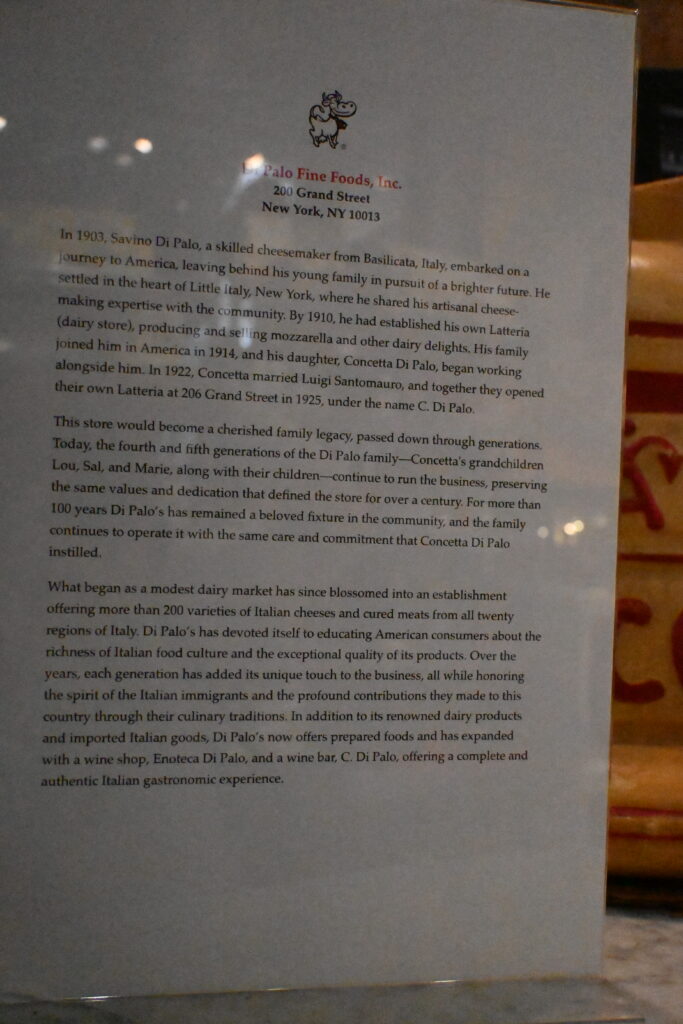 Di Palo Fine Foods, Inc.
200 Grand Street
New York, NY 10013
In 1903, Savino Di Palo, a skilled cheesemaker from Basilicata, Italy, embarked on a
journey to America, leaving behind his young family in pursuit of a brighter future. He
settled in the heart of Little Italy, New York, where he shared his artisanal cheese-
making expertise with the community. By 1910, he had established his own Latteria
(dairy store), producing and selling mozzarella and other dairy delights. His family
joined him in America in 1914, and his daughter, Concetta Di Palo, began working
alongside him. In 1922, Concetta married Luigi Santomauro, and together they opened
their own Latteria at 206 Grand Street in 1925, under the name C. Di Palo.
This store would become a cherished family legacy, passed down through generations.
Today, the fourth and fifth generations of the Di Palo family—Concetta's grandchildren
Lou, Sal, and Marie, along with their children—continue to run the business, preserving
the same values and dedication that defined the store for over a century. For more than
100 years Di Palo's has remained a beloved fixture in the community, and the family
continues to operate it with the same care and commitment that Concetta Di Palo
instilled.
What began as a modest dairy market has since blossomed into an establishment
offering more than 200 varieties of Italian cheeses and cured meats from all twenty
regions of Italy. Di Palo's has devoted itself to educating American consumers about the
richness of Italian food culture and the exceptional quality of its products. Over the
years, each generation has added its unique touch to the business, all while honoring
the spirit of the Italian immigrants and the profound contributions they made to this
country through their culinary traditions. In addition to its renowned dairy products
and imported Italian goods, Di Palo's now offers prepared foods and has expanded
with a wine shop, Enoteca Di Palo, and a wine bar, C. Di Palo, offering a complete and
authentic Italian gastronomic experience.